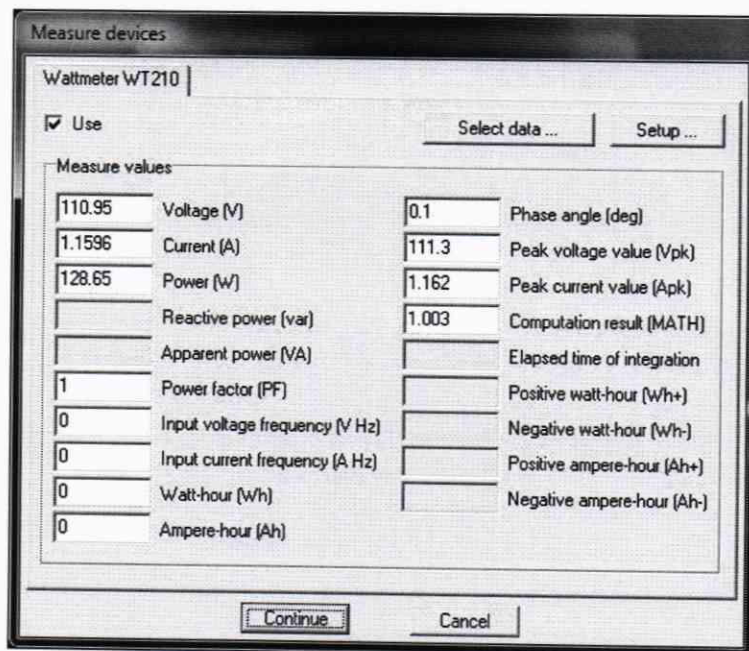 Measure devices
Wattmeter WT210
Use
Select data ...
Setup ...
Measure values
110.95 Voltage (V)
1.1596 Current (A)
128.65 Power (W)
Reactive power (var)
Apparent power (VA)
1 Power factor (PF)
0 Input voltage frequency (V Hz)
0 Input current frequency (A Hz)
0 Watt-hour (Wh)
0 Ampere-hour (Ah)
0.1 Phase angle (deg)
111.3 Peak voltage value (Vpk)
1.162 Peak current value (Apk)
1.003 Computation result (MATH)
Elapsed time of integration
Positive watt-hour (Wh+)
Negative watt-hour (Wh-)
Positive ampere-hour (Ah+)
Negative ampere-hour (Ah-)
Continue
Cancel